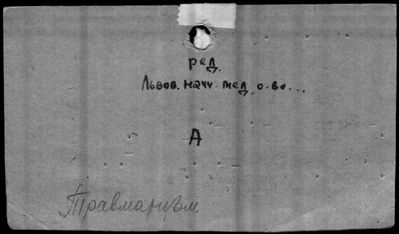 ред.
Львов. научн. мед. о-во...
А
Травматизм.